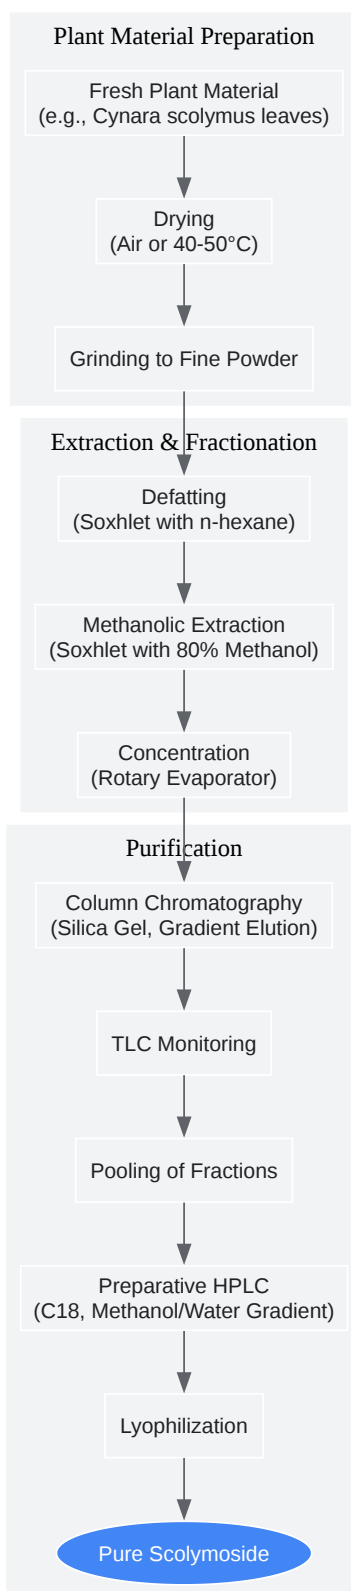 Plant Material Preparation
Fresh Plant Material
(e.g., Cynara scolymus leaves)
Drying
(Air or 40-50°C)
Grinding to Fine Powder
Extraction & Fractionation
Defatting
(Soxhlet with n-hexane)
Methanolic Extraction
(Soxhlet with 80% Methanol)
Concentration
(Rotary Evaporator)
Purification
Column Chromatography
(Silica Gel, Gradient Elution)
TLC Monitoring
Pooling of Fractions
Preparative HPLC
(C18, Methanol/Water Gradient)
Lyophilization
Pure Scolymoside